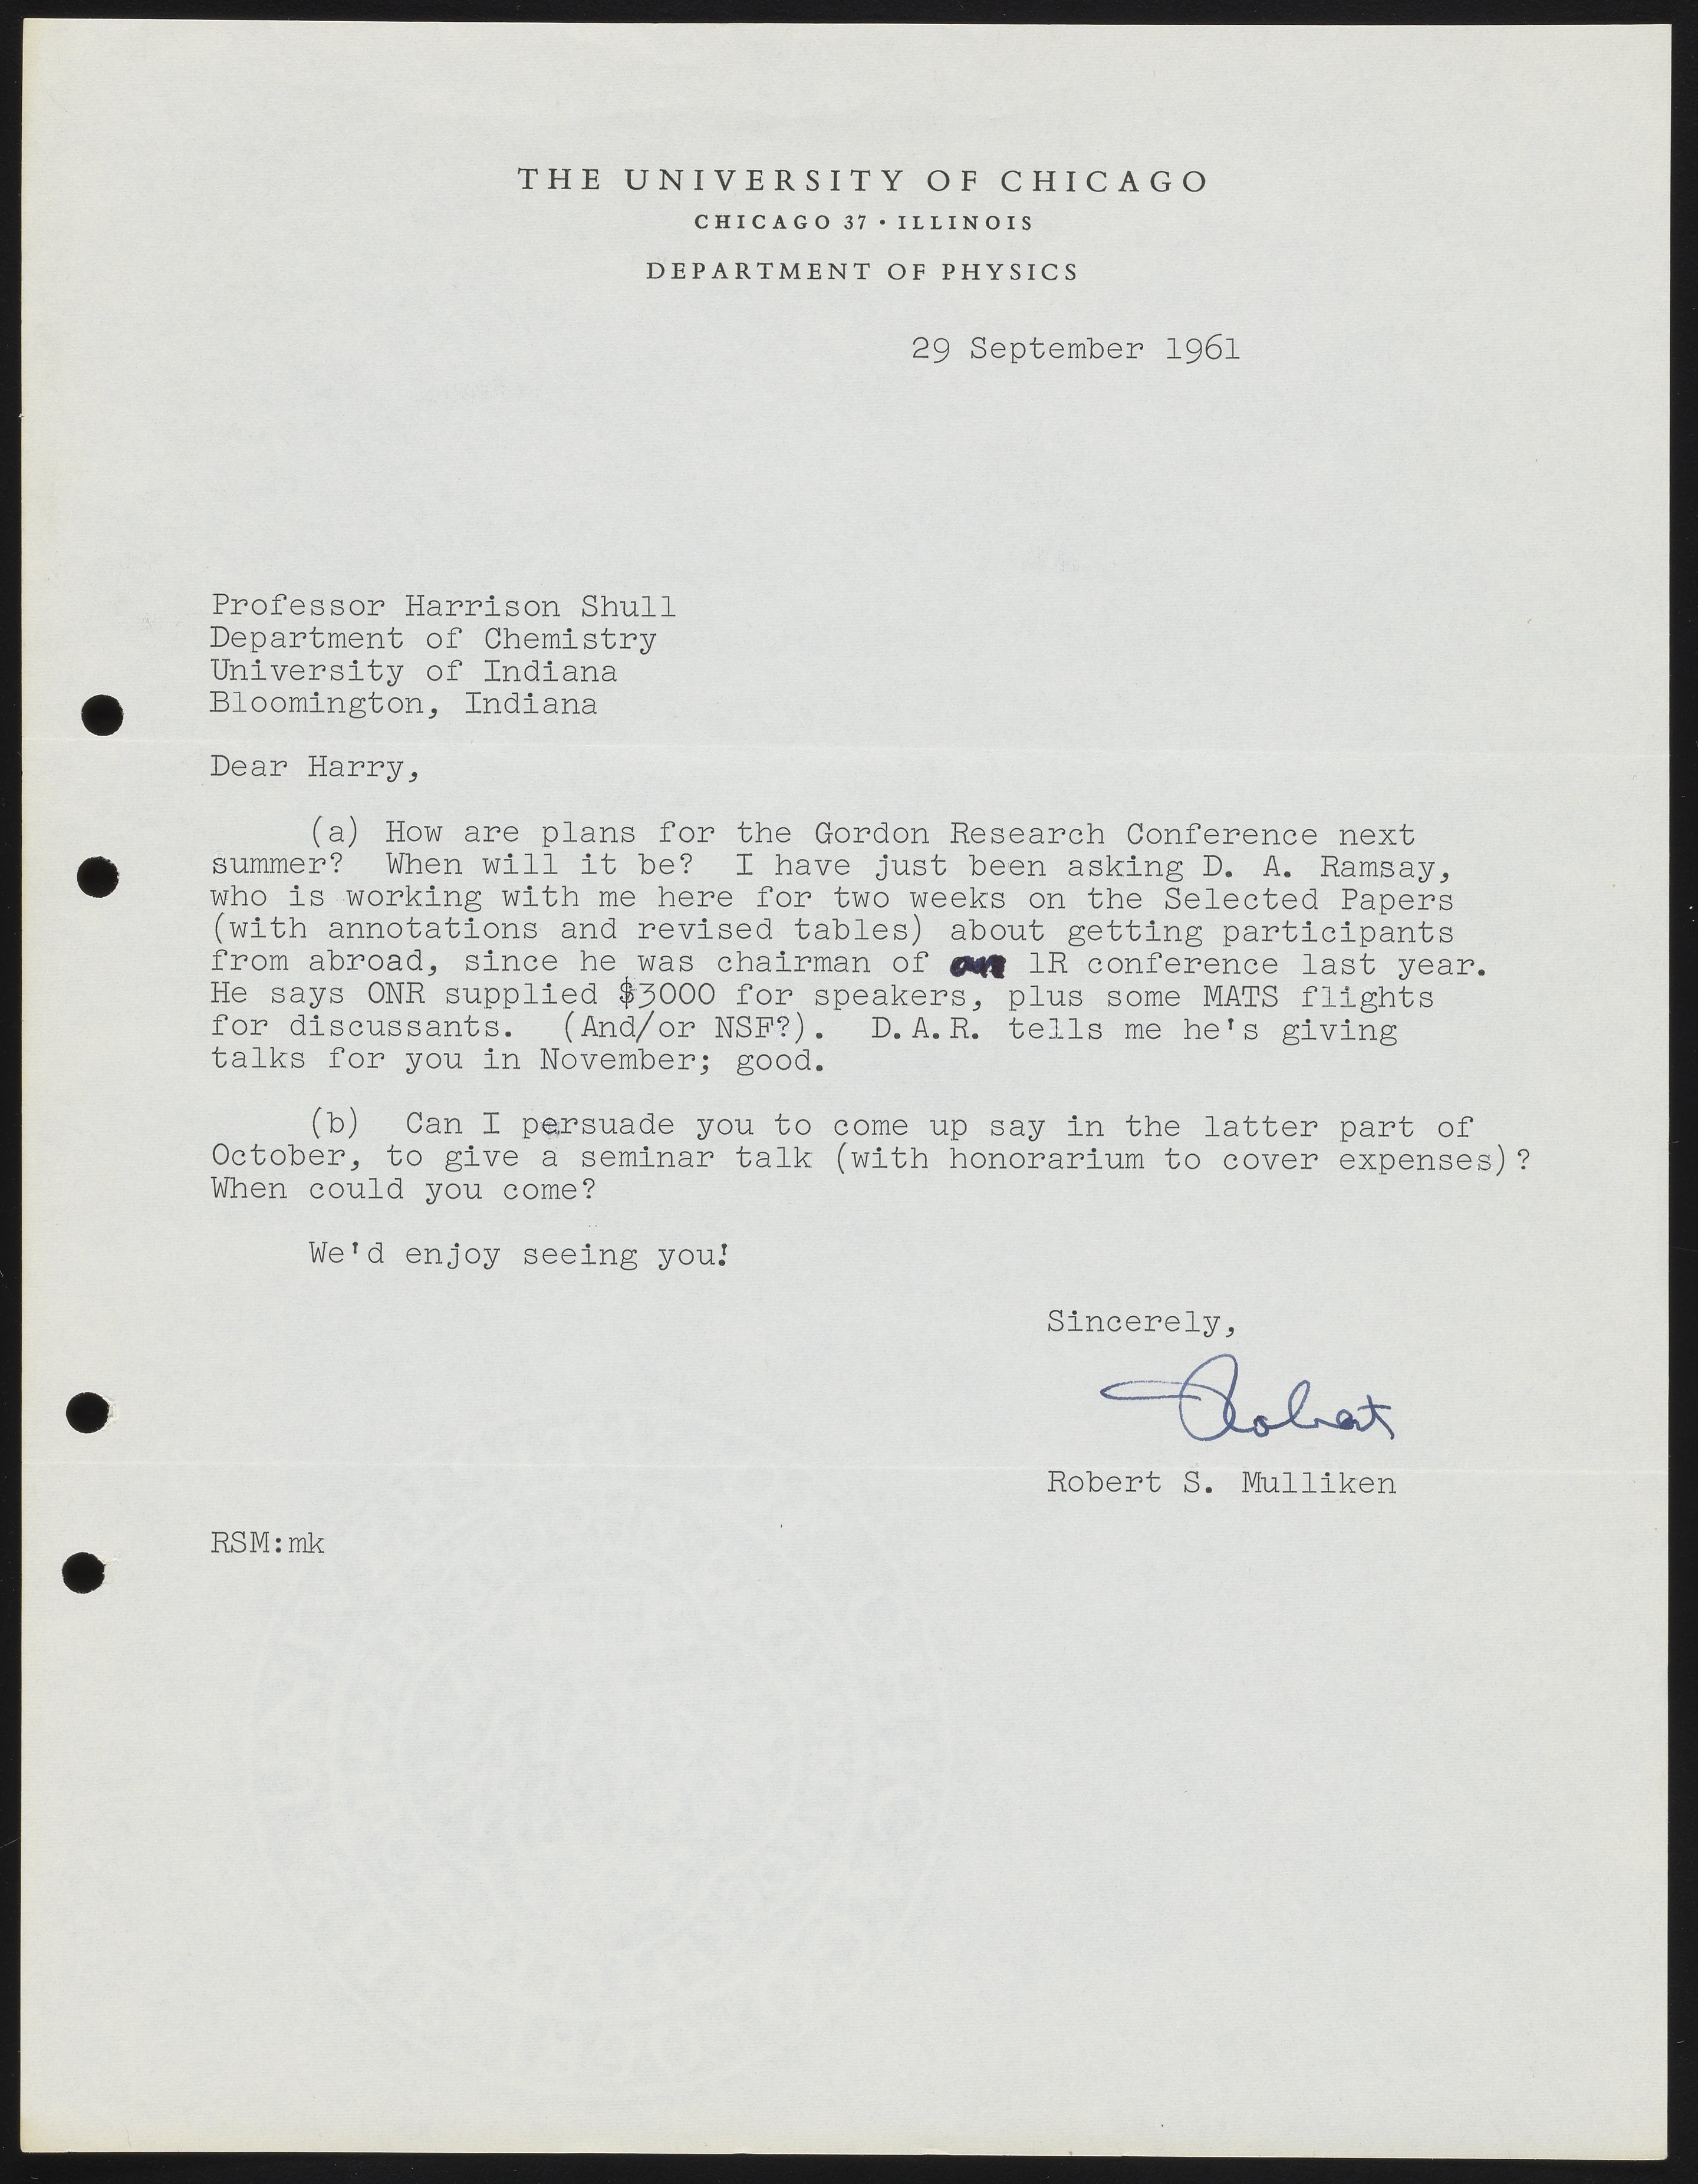 THE UNIVERSITY OF CHICAGO
CHICAGO 37 · ILLINOIS
DEPARTMENT OF PHYSICS
29 September 1961
Professor Harrison Shull
Department of Chemistry
University of Indiana
Bloomington, Indiana
Dear Harry,
(a) How are plans for the Gordon Research Conference next
summer? When will it be? I have just been asking D. A. Ramsay,
who is working with me here for two weeks on the Selected Papers
(with annotations and revised tables) about getting participants
from abroad, since he was chairman of an 1R conference last year.
He says ONR supplied $3000 for speakers, plus some MATS flights
for discussants. (And/or NSF?). D.A.R. tells me he's giving
talks for you in November; good.
(b) Can I persuade you to come up say in the latter part of
October, to give a seminar talk (with honorarium to cover expenses)?
When could you come?
We'd enjoy seeing you!
Sincerely,
Robert
Robert S. Mulliken
RSM:mk